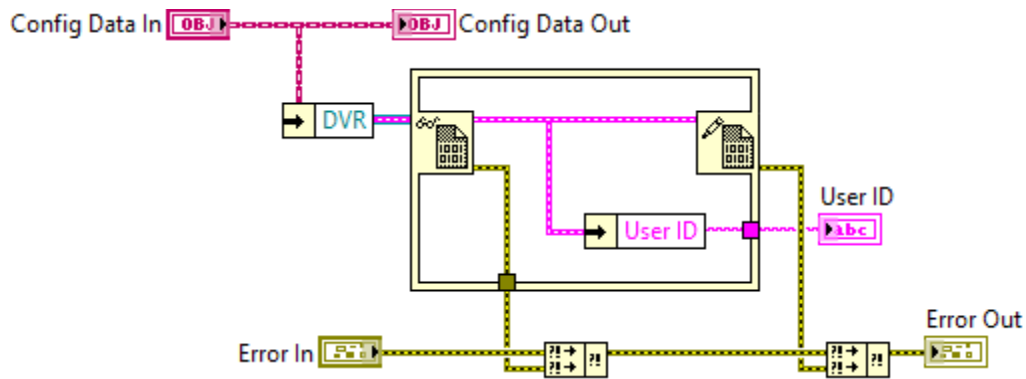 Config Data In
OBJ
OBJ
Config Data Out
DVR
User ID
User ID
abc
Error In
Error Out
?!
?!
?!
?!
?!
?!